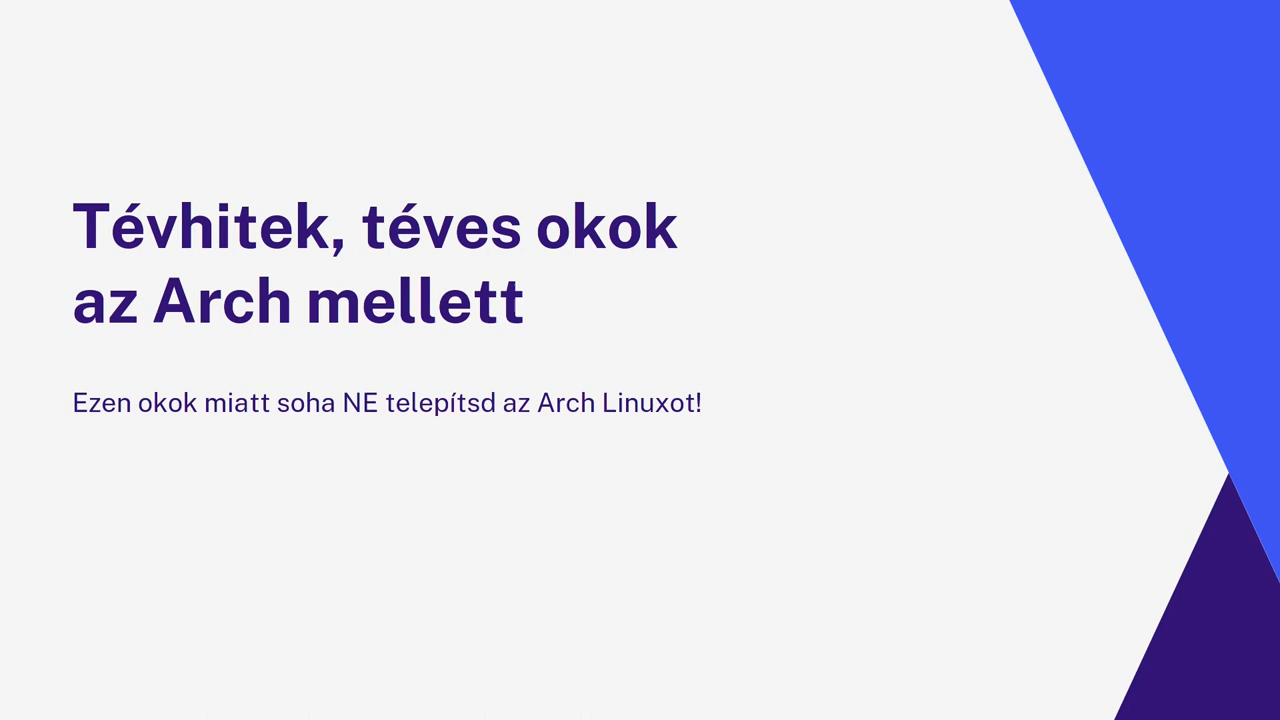 Tévhitek, téves okok
az Arch mellett
Ezen okok miatt soha NE telepítsd az Arch Linuxot!